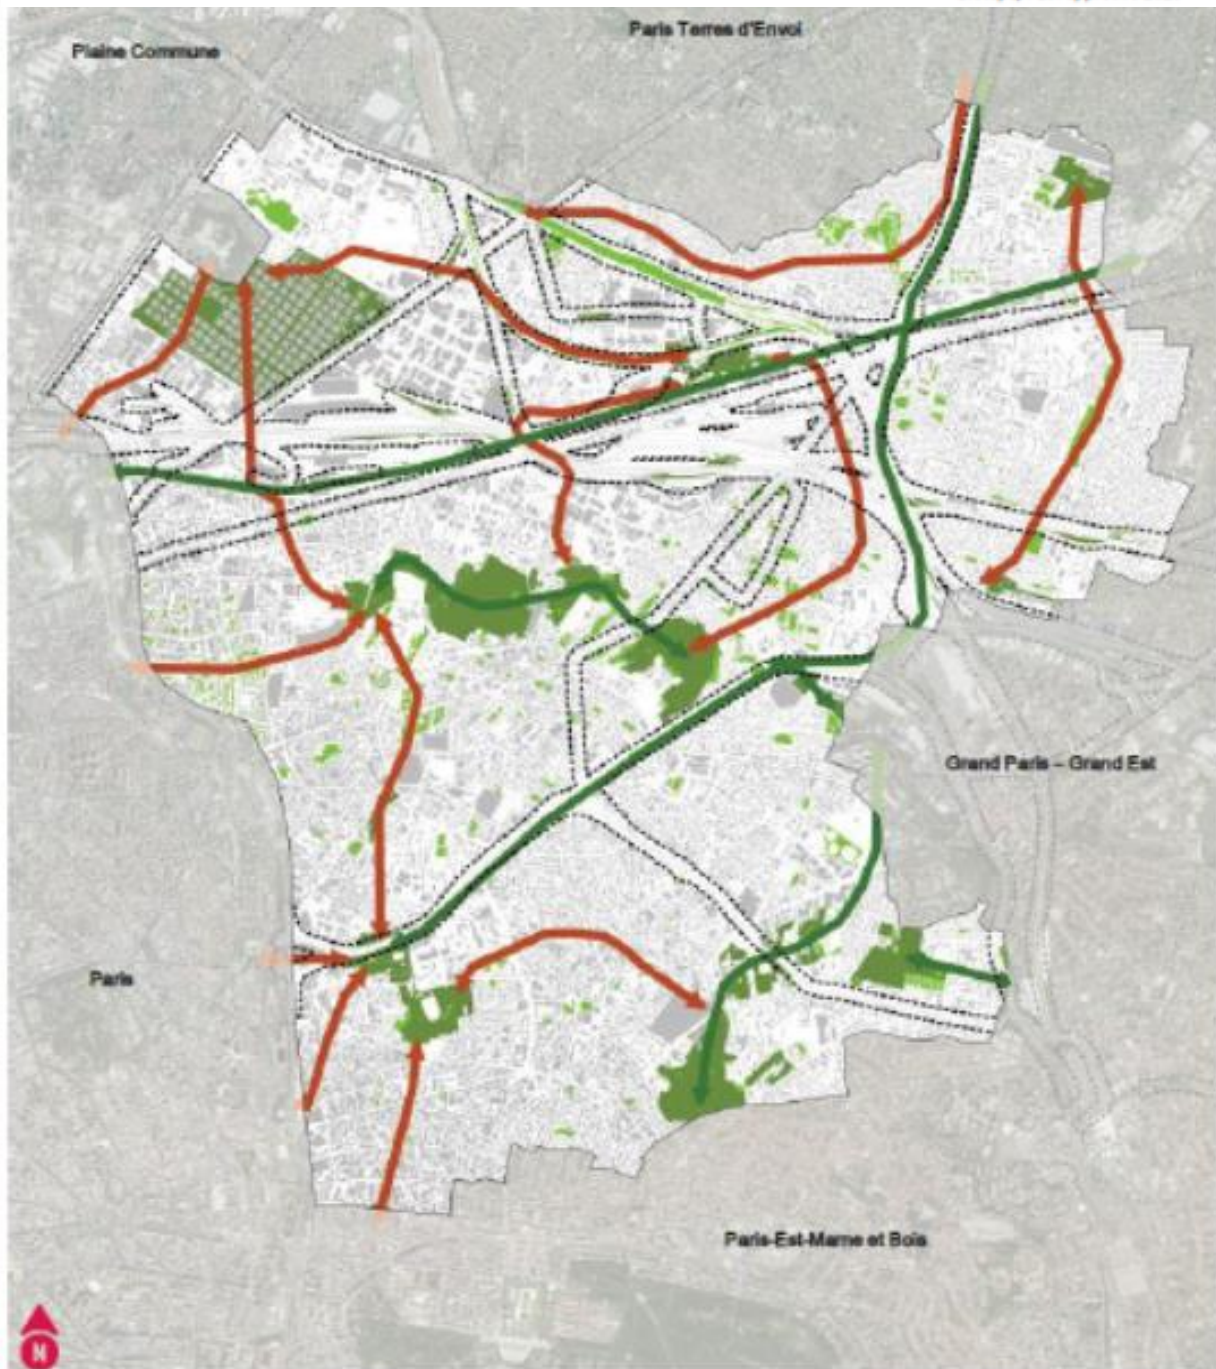 Paris Terres d'Envol
Plaine Commune
Grand Paris – Grand Est
Paris
Paris-Est-Marne et Bois
N